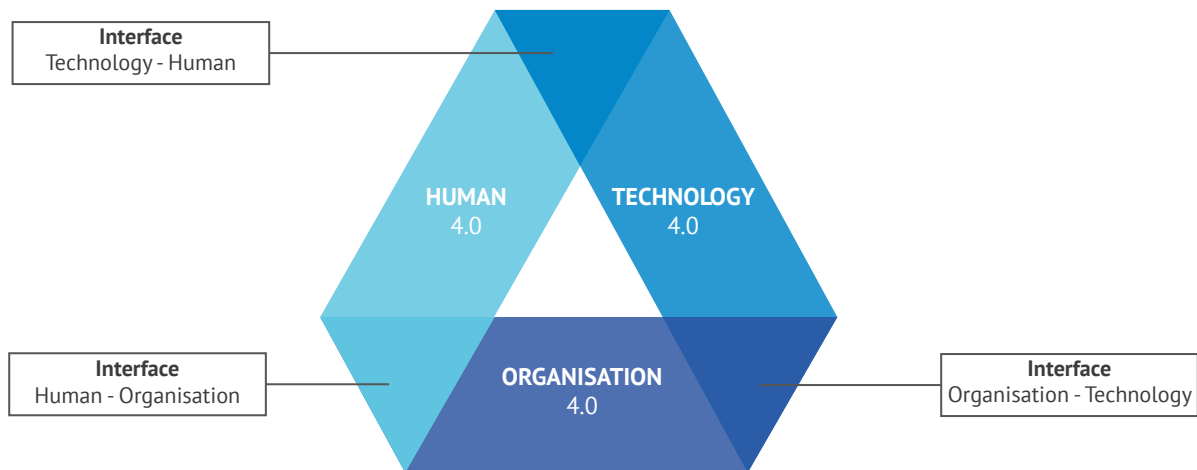 Interface
Technology - Human
HUMAN
4.0
TECHNOLOGY
4.0
Interface
Human - Organisation
ORGANISATION
4.0
Interface
Organisation - Technology